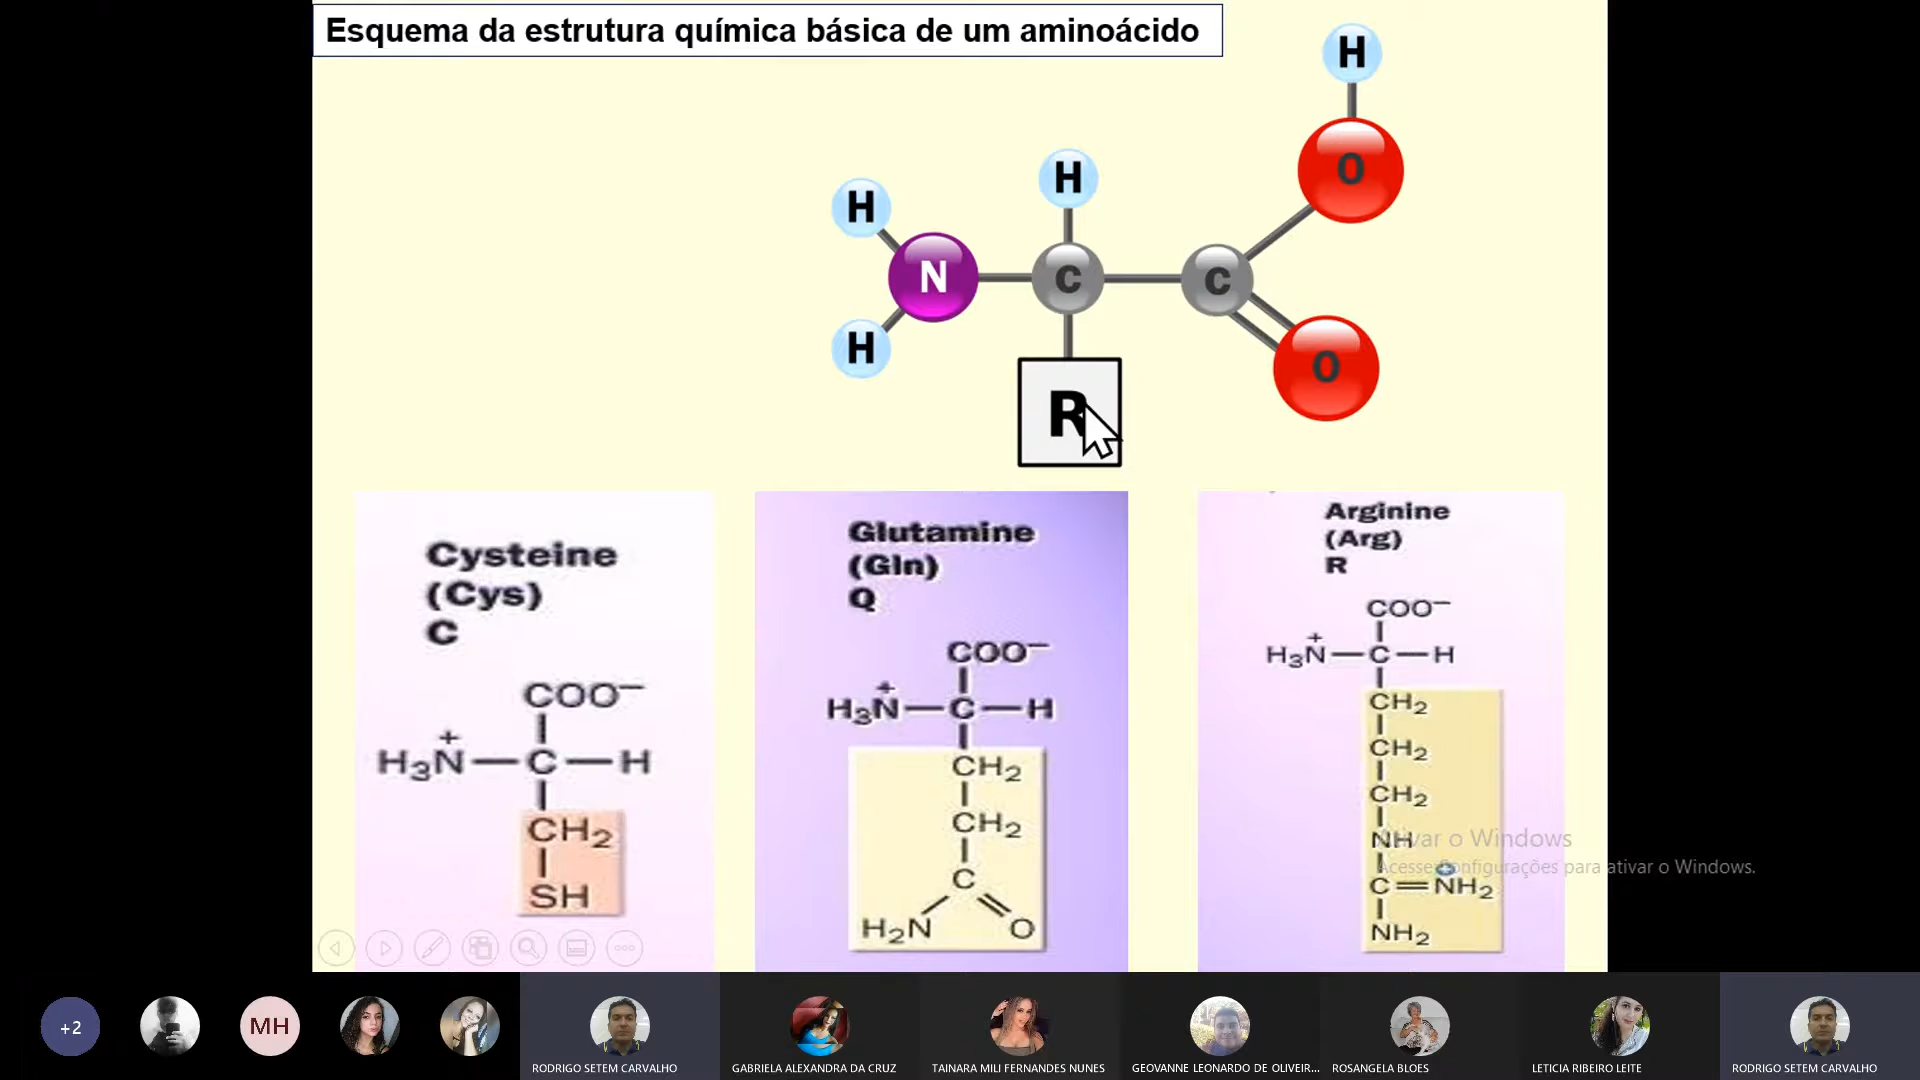 Esquema da estrutura química básica de um aminoácido
H
O
H
H
N
C
C
H
O
R
Cysteine
(Cys)
C
COO−
H3N+—C—H
CH2
SH
Glutamine
(Gln)
Q
COO−
H3N+—C—H
CH2
CH2
C
H2N O
Arginine
(Arg)
R
COO−
H3N+—C—H
CH2
CH2
CH2
NH
C=NH2
NH2
Ativar o Windows
Acesse Configurações para ativar o Windows.
+2
MH
RODRIGO SETEM CARVALHO
GABRIELA ALEXANDRA DA CRUZ
TAINARA MILI FERNANDES NUNES
GEOVANNE LEONARDO DE OLIVEIR...
ROSANGELA BLOES
LETICIA RIBEIRO LEITE
RODRIGO SETEM CARVALHO